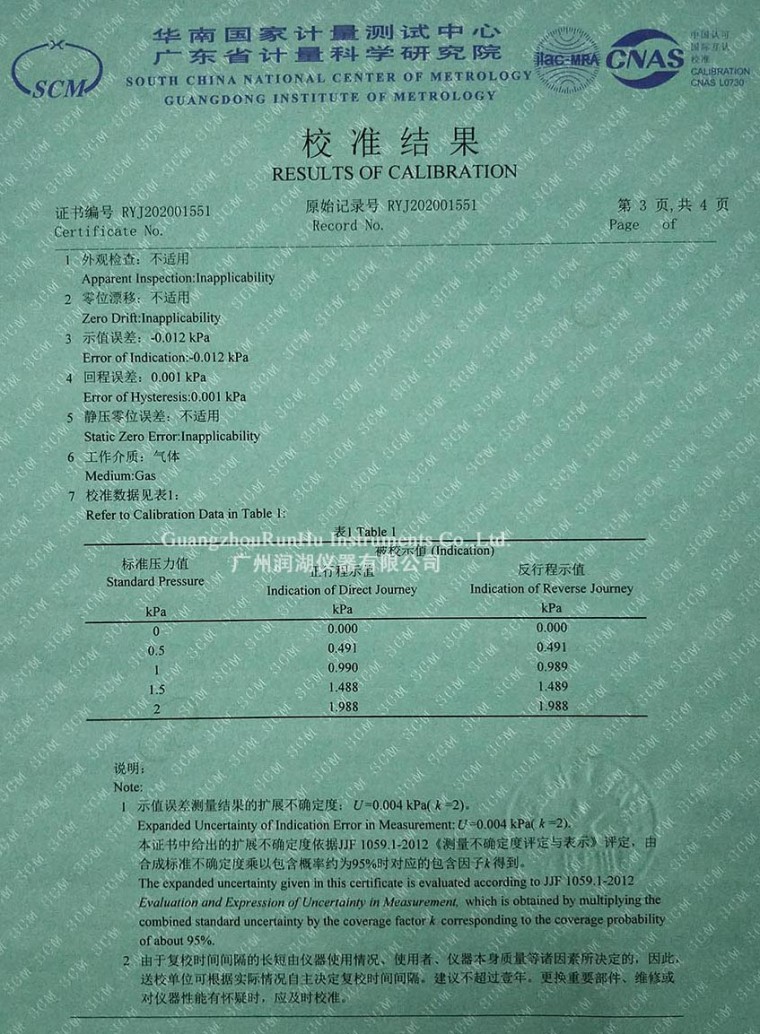 华南国家计量测试中心
广东省计量科学研究院
SOUTH CHINA NATIONAL CENTER OF METROLOGY
GUANGDONG INSTITUTE OF METROLOGY
SCM
ilac-MRA
CNAS
中国认可
国际互认
校准
CALIBRATION
CNAS L0730
校准结果
RESULTS OF CALIBRATION
证书编号 RYJ202001551 原始记录号 RYJ202001551 第 3 页,共 4 页
Certificate No. Record No. Page of
1 外观检查：不适用
Apparent Inspection:Inapplicability
2 零位漂移：不适用
Zero Drift:Inapplicability
3 示值误差：-0.012 kPa
Error of Indication:-0.012 kPa
4 回程误差：0.001 kPa
Error of Hysteresis:0.001 kPa
5 静压零位误差：不适用
Static Zero Error:Inapplicability
6 工作介质：气体
Medium:Gas
7 校准数据见表1：
Refer to Calibration Data in Table 1:
表1 Table 1
GuangzhouRunHu Instruments Co., Ltd.
广州润湖仪器有限公司
标准压力值 被校示值 (Indication)
Standard Pressure 正行程示值 反行程示值
Indication of Direct Journey Indication of Reverse Journey
kPa kPa kPa
0 0.000 0.000
0.5 0.491 0.491
1 0.990 0.989
1.5 1.488 1.489
2 1.988 1.988
说明：
Note:
1 示值误差测量结果的扩展不确定度：U=0.004 kPa( k =2)。
Expanded Uncertainty of Indication Error in Measurement: U =0.004 kPa( k =2).
本证书中给出的扩展不确定度依据JJF 1059.1-2012《测量不确定度评定与表示》评定，由
合成标准不确定度乘以包含概率约为95%时对应的包含因子k得到。
The expanded uncertainty given in this certificate is evaluated according to JJF 1059.1-2012
Evaluation and Expression of Uncertainty in Measurement, which is obtained by multiplying the
combined standard uncertainty by the coverage factor k corresponding to the coverage probability
of about 95%.
2 由于复校时间间隔的长短由仪器使用情况、使用者、仪器本身质量等诸因素所决定的，因此，
送校单位可根据实际情况自主决定复校时间间隔。建议不超过壹年。更换重要部件、维修或
对仪器性能有怀疑时，应及时校准。